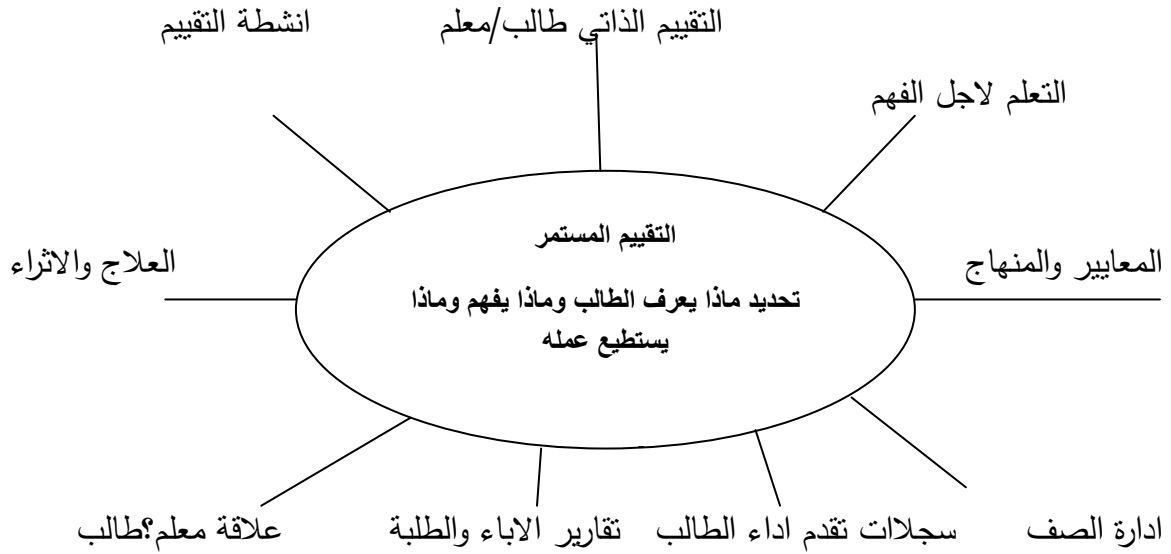 التقييم الذاتي طالب/معلم
انشطة التقييم
التعلم لاجل الفهم
التقييم المستمر
المعايير والمنهاج
العلاج والاثراء
تحديد ماذا يعرف الطالب وماذا يفهم وماذا
يستطيع عمله
ادارة الصف
سجلاات تقدم اداء الطالب
تقارير الاباء والطلبة
علاقة معلم؟طالب